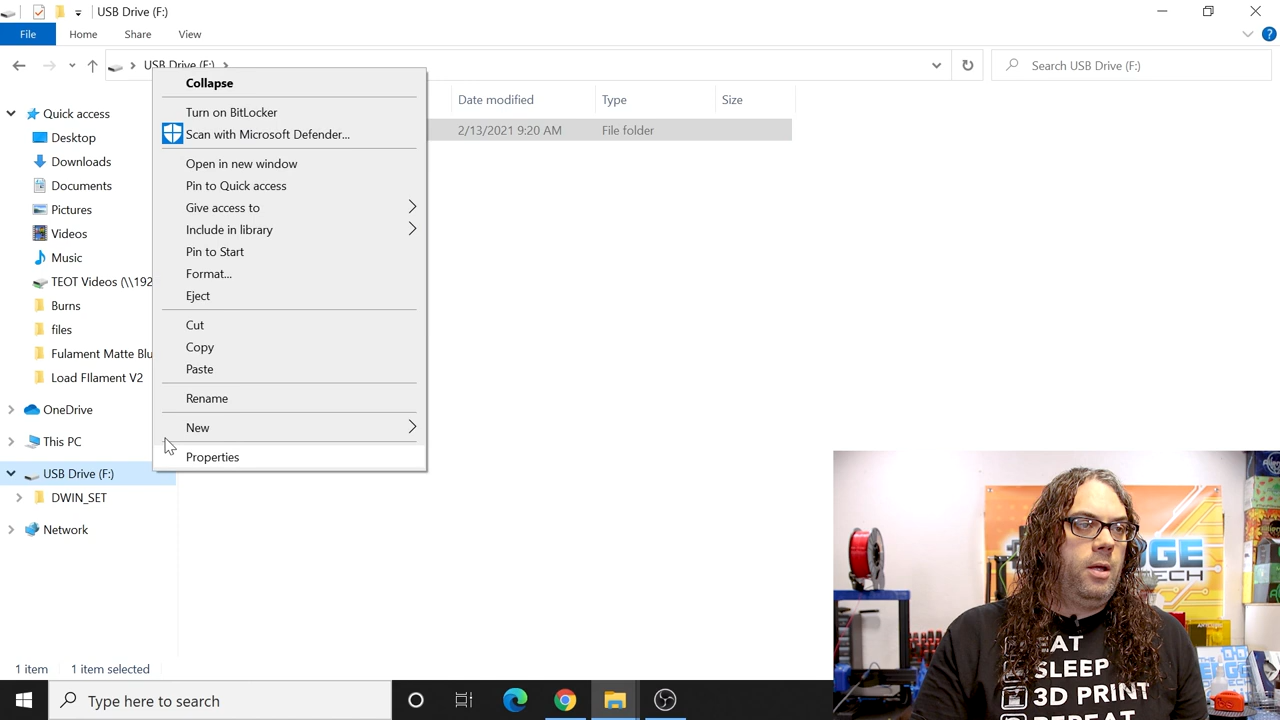 USB Drive (F:)
File
Home
Share
View
USB Drive (F:)
Search USB Drive (F:)
Date modified
Type
Size
2/13/2021 9:20 AM
File folder
Collapse
Turn on BitLocker
Scan with Microsoft Defender...
Open in new window
Pin to Quick access
Give access to
Include in library
Pin to Start
Format...
Eject
Cut
Copy
Paste
Rename
New
Properties
Quick access
Desktop
Downloads
Documents
Pictures
Videos
Music
TEOT Videos (\\192
Burns
files
Fulament Matte Blu
Load FIlament V2
OneDrive
This PC
USB Drive (F:)
DWIN_SET
Network
1 item
1 item selected
Type here to search
EAT
SLEEP
3D PRINT
REPEAT